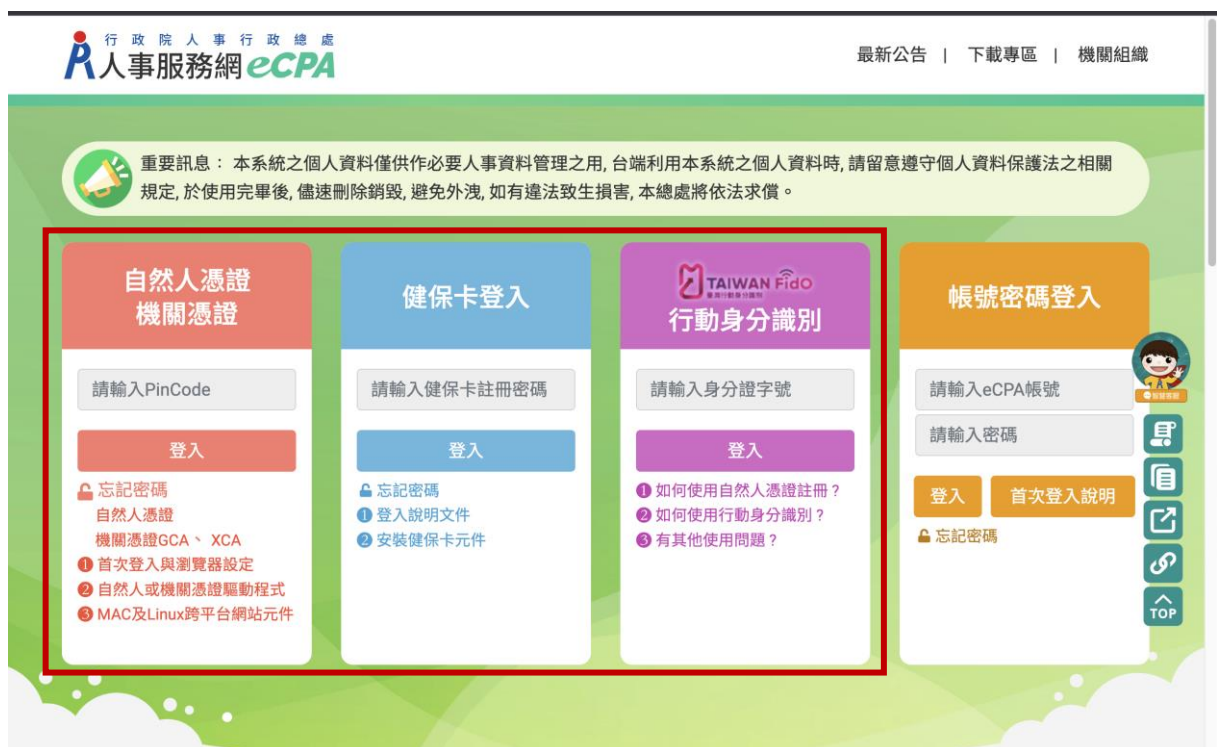 行政院人事行政總處
人事服務網 eCPA
最新公告 | 下載專區 | 機關組織
重要訊息： 本系統之個人資料僅供作必要人事資料管理之用, 台端利用本系統之個人資料時, 請留意遵守個人資料保護法之相關
規定, 於使用完畢後, 儘速刪除銷毀, 避免外洩, 如有違法致生損害, 本總處將依法求償。
自然人憑證
機關憑證
請輸入PinCode
登入
忘記密碼
自然人憑證
機關憑證GCA、 XCA
❶ 首次登入與瀏覽器設定
❷ 自然人或機關憑證驅動程式
❸ MAC及Linux跨平台網站元件
健保卡登入
請輸入健保卡註冊密碼
登入
忘記密碼
❶ 登入說明文件
❷ 安裝健保卡元件
TAIWAN FidO
臺灣行動身分識別
行動身分識別
請輸入身分證字號
登入
❶ 如何使用自然人憑證註冊？
❷ 如何使用行動身分識別？
❸ 有其他使用問題？
帳號密碼登入
請輸入eCPA帳號
請輸入密碼
登入 首次登入說明
忘記密碼
TOP